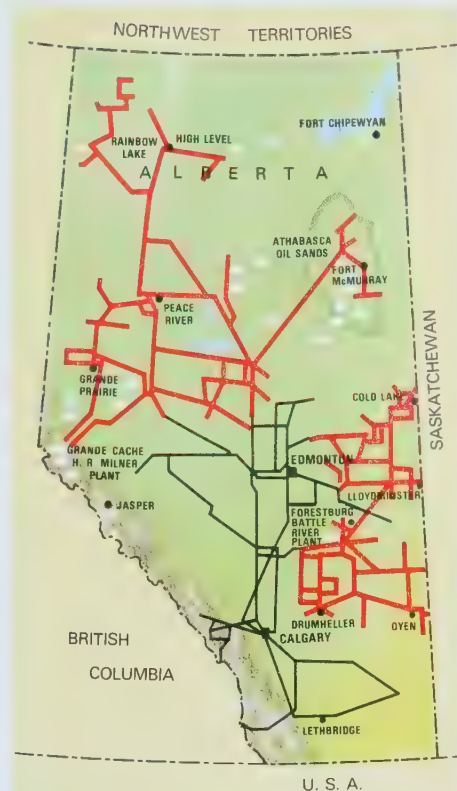 NORTHWEST TERRITORIES
RAINBOW
LAKE
HIGH LEVEL
FORT CHIPEWYAN
ALBERTA
ATHABASCA
OIL SANDS
FORT
McMURRAY
PEACE
RIVER
GRANDE
PRAIRIE
COLD LAKE
SASKATCHEWAN
GRANDE CACHE
H. R. MILNER
PLANT
EDMONTON
LLOYDMINSTER
JASPER
FORESTBURG
BATTLE
RIVER
PLANT
DRUMHELLER
OYEN
BRITISH
COLUMBIA
CALGARY
LETHBRIDGE
U. S. A.